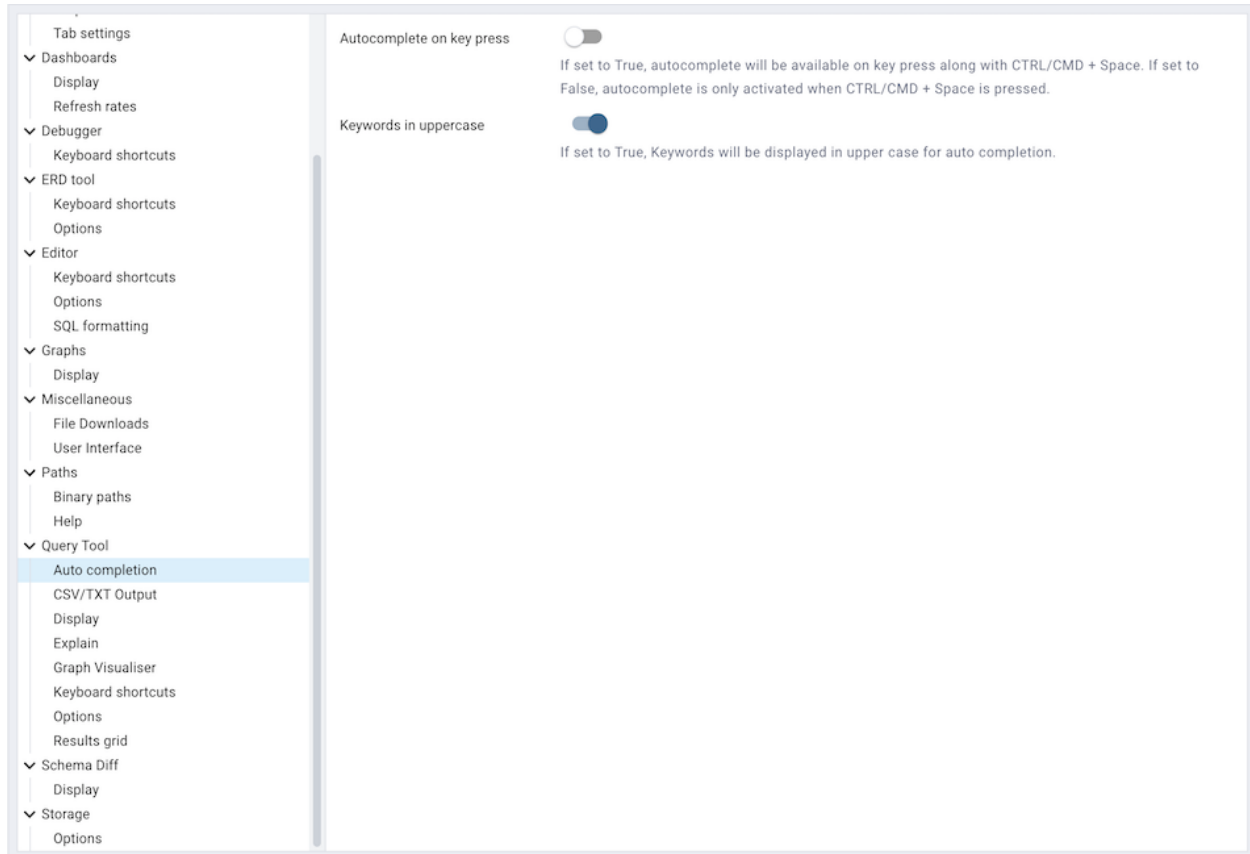 Tab settings
Dashboards
Display
Refresh rates
Debugger
Keyboard shortcuts
ERD tool
Keyboard shortcuts
Options
Editor
Keyboard shortcuts
Options
SQL formatting
Graphs
Display
Miscellaneous
File Downloads
User Interface
Paths
Binary paths
Help
Query Tool
Auto completion
CSV/TXT Output
Display
Explain
Graph Visualiser
Keyboard shortcuts
Options
Results grid
Schema Diff
Display
Storage
Options
Autocomplete on key press
If set to True, autocomplete will be available on key press along with CTRL/CMD + Space. If set to
False, autocomplete is only activated when CTRL/CMD + Space is pressed.
Keywords in uppercase
If set to True, Keywords will be displayed in upper case for auto completion.